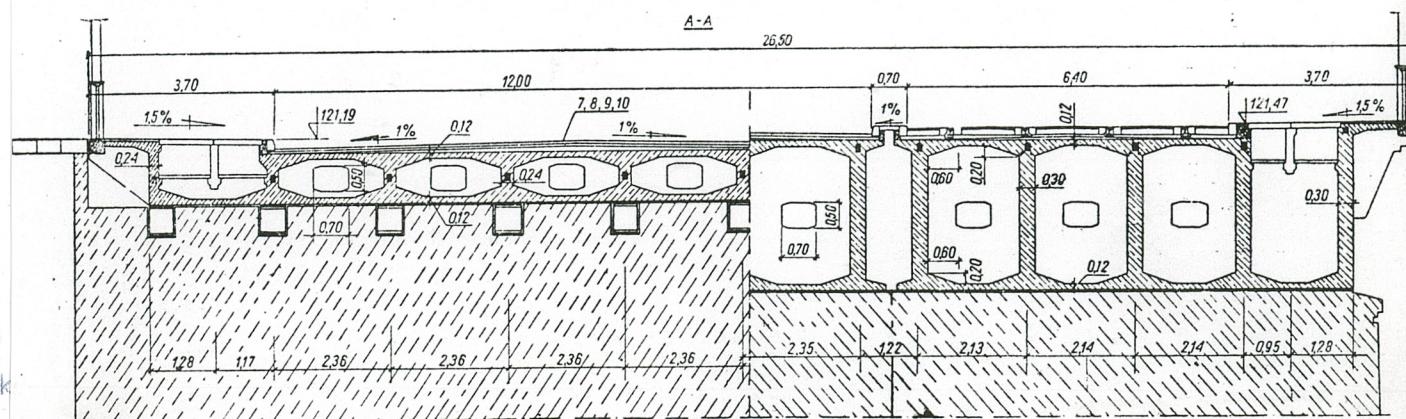 A-A
26,50
3,70 12,00 0,70 6,40 3,70
1,5% 121,19 7, 8, 9, 10 1% 0,12 121,47 1,5%
1% 0,12 1%
0,24 0,50 0,24 0,60 0,20 0,30 0,30
0,12 0,50
0,70 0,70 0,60 0,20 0,12
1,28 1,17 2,36 2,36 2,36 2,36 2,35 1,22 2,13 2,14 2,14 0,95 1,28